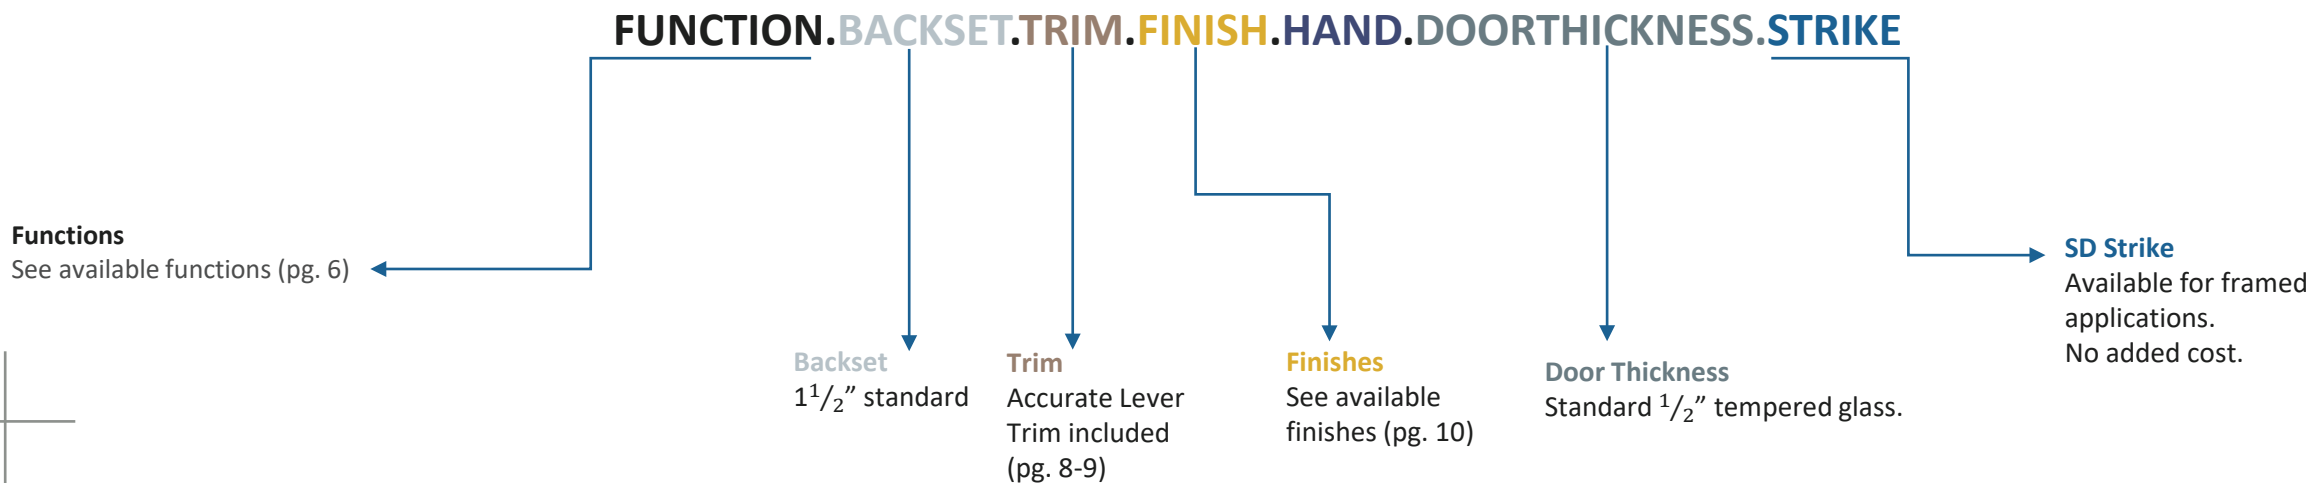 FUNCTION.BACKSET.TRIM.FINISH.HAND.DOORTHICKNESS.STRIKE
Functions
See available functions (pg. 6)
Backset
1 1/2” standard
Trim
Accurate Lever
Trim included
(pg. 8-9)
Finishes
See available
finishes (pg. 10)
Door Thickness
Standard 1/2” tempered glass.
SD Strike
Available for framed
applications.
No added cost.